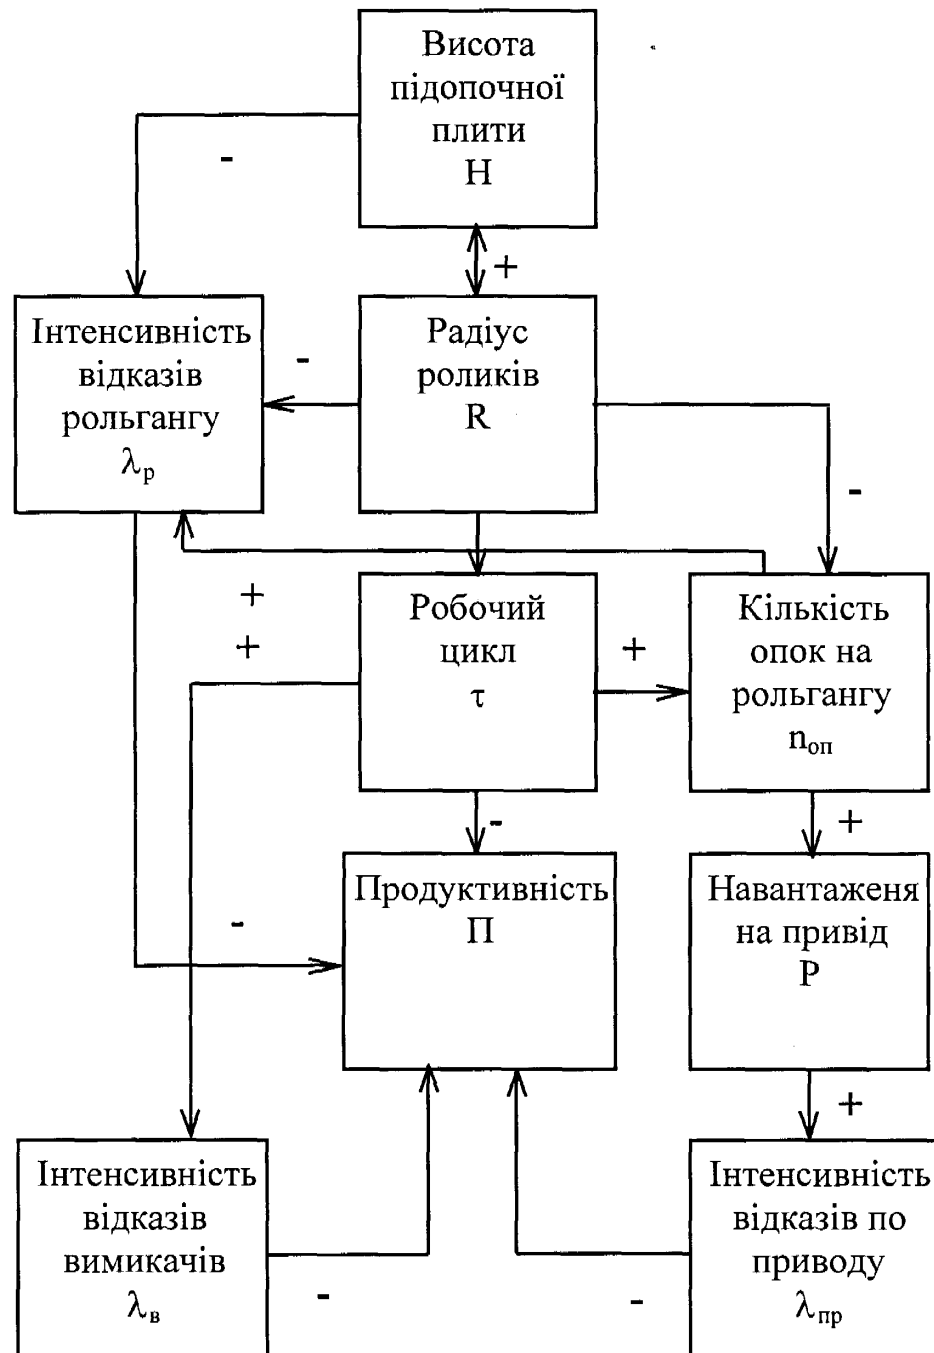 Висота
підопочної
плити
H
-
+
Інтенсивність
відказів
рольгангу
λр
-
Радіус
роликів
R
-
+
+
Робочий
цикл
τ
+
Кількість
опок на
рольгангу
nоп
-
+
Продуктивність
П
-
Навантаженя
на привід
Р
+
Інтенсивність
відказів
вимикачів
λв
-
-
Інтенсивність
відказів по
приводу
λпр